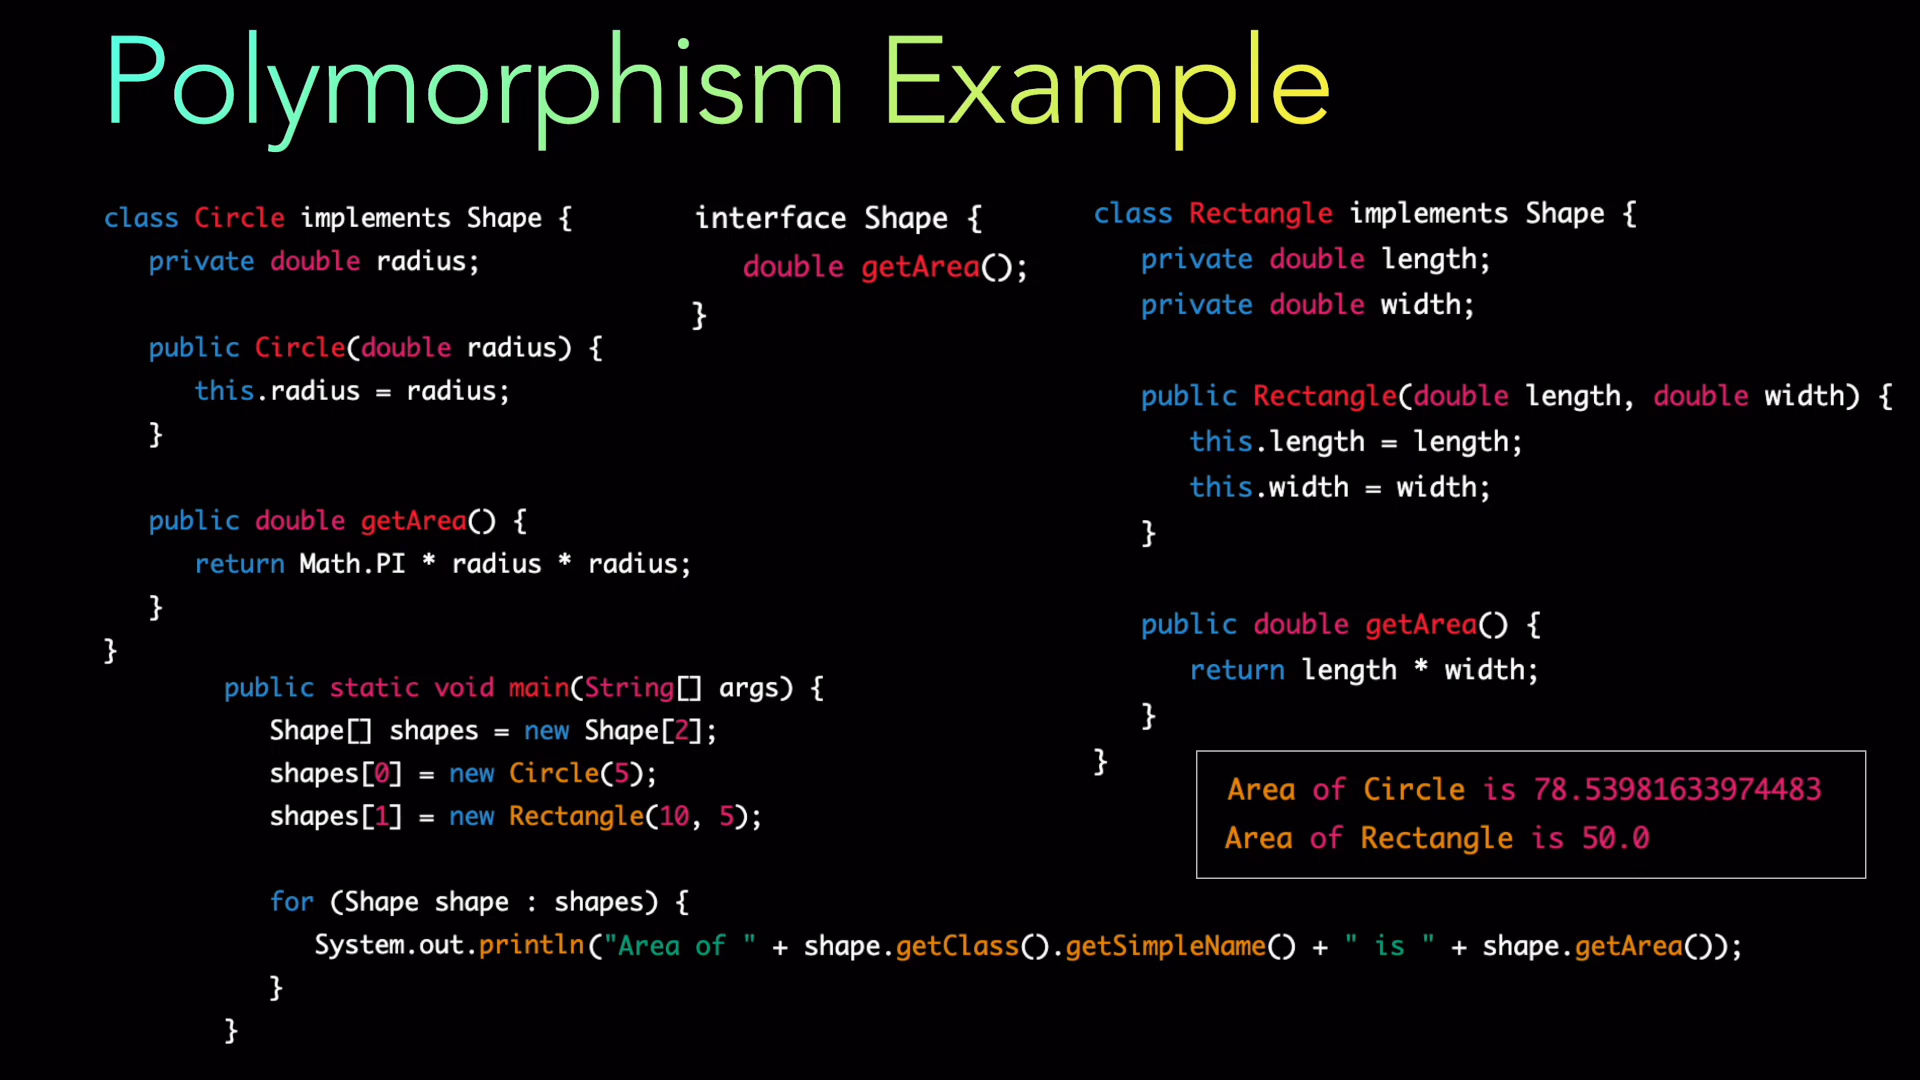 Polymorphism Example
class Circle implements Shape {
private double radius;
public Circle(double radius) {
this.radius = radius;
}
public double getArea() {
return Math.PI * radius * radius;
}
}
interface Shape {
double getArea();
}
class Rectangle implements Shape {
private double length;
private double width;
public Rectangle(double length, double width) {
this.length = length;
this.width = width;
}
public double getArea() {
return length * width;
}
}
public static void main(String[] args) {
Shape[] shapes = new Shape[2];
shapes[0] = new Circle(5);
shapes[1] = new Rectangle(10, 5);
for (Shape shape : shapes) {
System.out.println("Area of " + shape.getClass().getSimpleName() + " is " + shape.getArea());
}
}
Area of Circle is 78.53981633974483
Area of Rectangle is 50.0